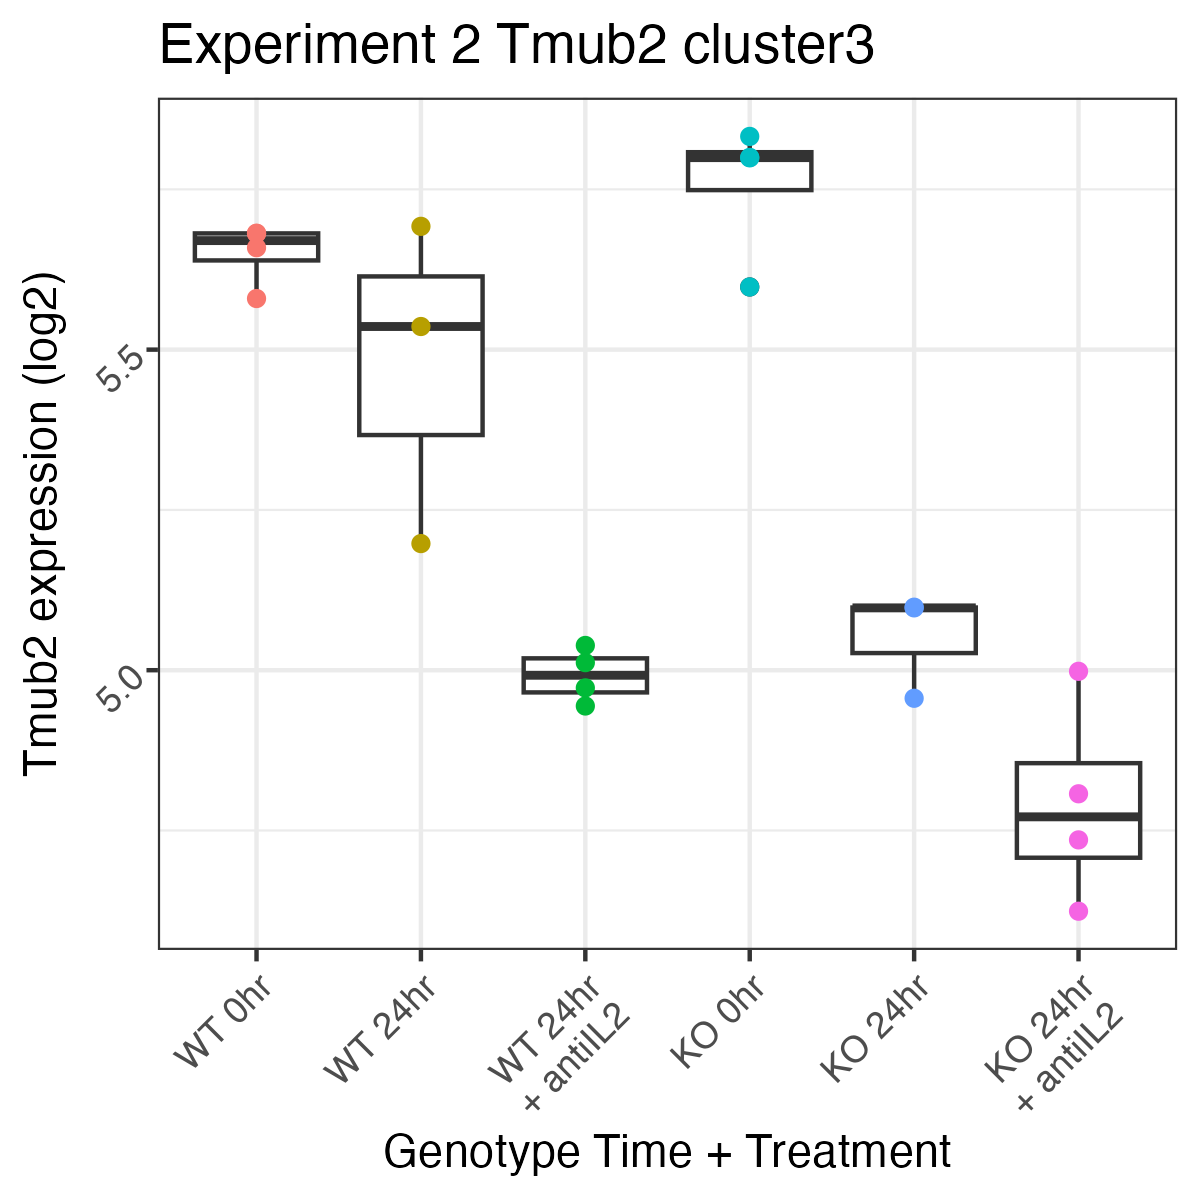 Experiment 2 Tmub2 cluster3
Tmub2 expression (log2)
5.5
5.0
WT 0hr
WT 24hr
WT 24hr
+ antiIL2
KO 0hr
KO 24hr
KO 24hr
+ antiIL2
Genotype Time + Treatment